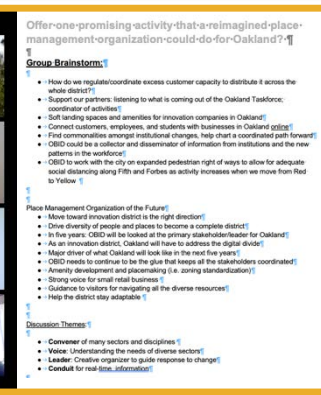 Offer one promising activity that a reimagined place-
management organization could do for Oakland? ¶
¶
Group Brainstorm: ¶
¶
• How do we regulate/coordinate excess customer capacity to distribute it across the
whole district?¶
• Support our partners: listening to what is coming out of the Oakland Taskforce;
coordinator of activities¶
• Soft landing spaces and amenities for innovation companies in Oakland¶
• Connect customers, employees, and students with businesses in Oakland online¶
• Find commonalities amongst institutional changes, help chart a coordinated path forward¶
• OBID could be a collector and disseminator of information from institutions and the new
patterns in the workforce¶
• OBID to work with the city on expanded pedestrian right of ways to allow for adequate
social distancing along Fifth and Forbes as activity increases when we move from Red
to Yellow ¶
¶
¶
Place Management Organization of the Future¶
• Move toward innovation district is the right direction¶
• Drive diversity of people and places to become a complete district¶
• In five years: OBID will be looked at the primary stakeholder/leader for Oakland¶
• As an innovation district, Oakland will have to address the digital divide¶
• Major driver of what Oakland will look like in the next five years¶
• OBID needs to continue to be the glue that keeps all the stakeholders coordinated¶
• Amenity development and placemaking (i.e. zoning standardization)¶
• Strong voice for small retail business ¶
• Guidance to visitors for navigating all the diverse resources¶
• Help the district stay adaptable ¶
¶
¶
Discussion Themes: ¶
¶
• Convener of many sectors and disciplines ¶
• Voice: Understanding the needs of diverse sectors¶
• Leader: Creative organizer to guide response to change¶
• Conduit for real-time, information¶